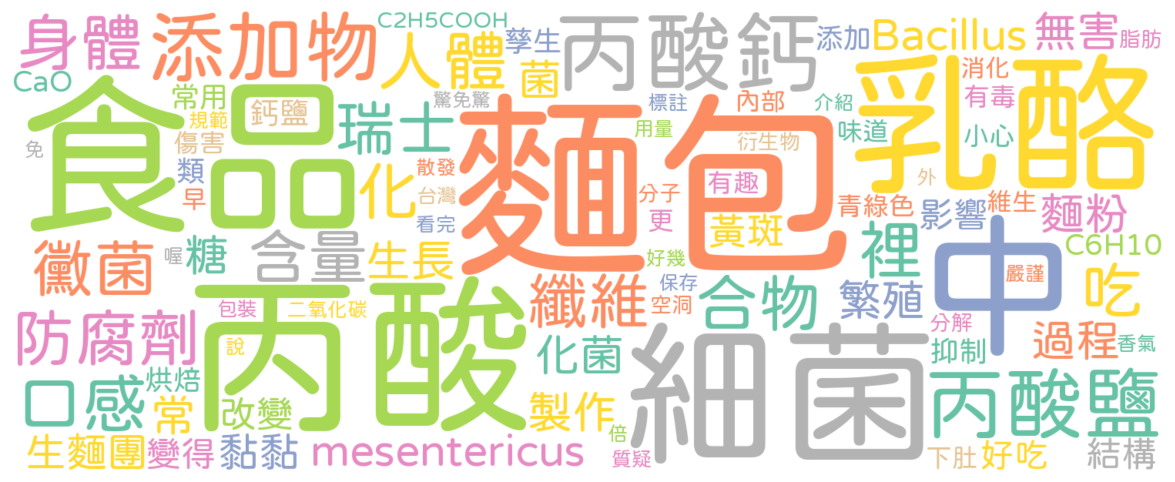 身體
添加物
C2H5COOH
人體
孳生
菌
丙酸鈣
添加
Bacillus
無害
脂肪
CaO
常用
規範
鈣鹽
驚免驚
瑞士
標註
內部
介紹
乳酪
消化
有毒
小心
味道
用量
衍生物
免
傷害
類
早
食品
化
散發
台灣
看完
麵包
分子
有趣
更
黃斑
外
青綠色
影響
維生
麵粉
C6H10
黴菌
喔
糖
含量
生長
好幾
裡
中
嚴謹
吃
防腐劑
包裝
二氧化碳
說
丙酸
纖維
保存
空洞
合物
繁殖
分解
抑制
過程
香氣
化菌
細菌
口感
烘焙
常
改變
製作
倍
質疑
丙酸鹽
生麵團
變得
黏黏
mesentericus
下肚
好吃
結構